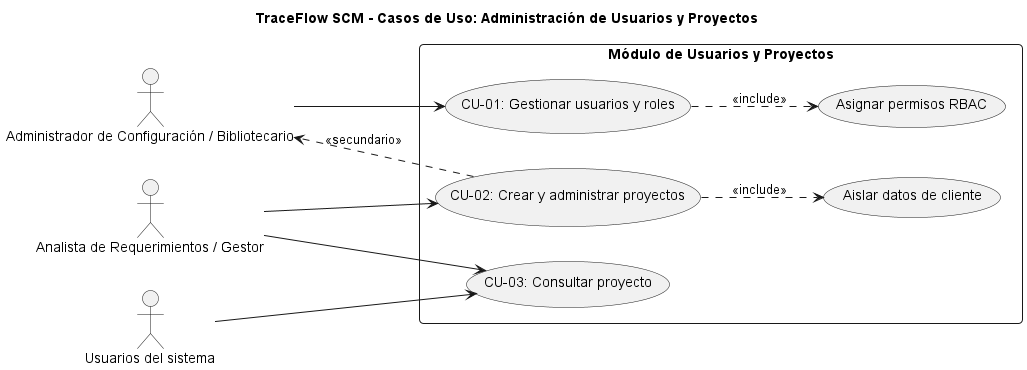 TraceFlow SCM - Casos de Uso: Administración de Usuarios y Proyectos
Módulo de Usuarios y Proyectos
CU-01: Gestionar usuarios y roles
«include»
Asignar permisos RBAC
Administrador de Configuración / Bibliotecario
«secundario»
CU-02: Crear y administrar proyectos
«include»
Aislar datos de cliente
Analista de Requerimientos / Gestor
CU-03: Consultar proyecto
Usuarios del sistema